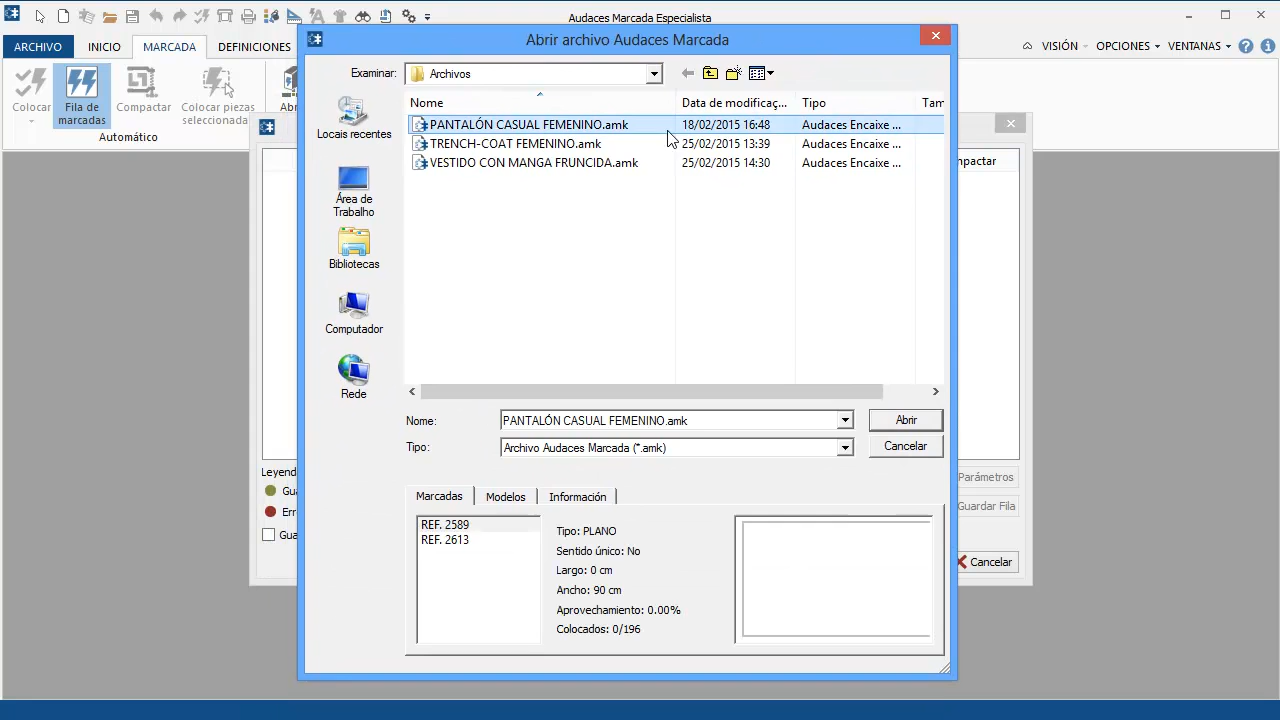 Audaces Marcada Especialista
ARCHIVO INICIO MARCADA DEFINICIONES VISIÓN OPCIONES VENTANAS
Colocar
Fila de marcadas
Compactar
Colocar piezas seleccionada
Automático
Abrir archivo Audaces Marcada
Examinar: Archivos
Locais recentes
Área de Trabalho
Bibliotecas
Computador
Rede
Nome Data de modificaç... Tipo
PANTALÓN CASUAL FEMENINO.amk 18/02/2015 16:48 Audaces Encaixe ...
TRENCH-COAT FEMENINO.amk 25/02/2015 13:39 Audaces Encaixe ...
VESTIDO CON MANGA FRUNCIDA.amk 25/02/2015 14:30 Audaces Encaixe ...
Nome: PANTALÓN CASUAL FEMENINO.amk Abrir
Tipo: Archivo Audaces Marcada (*.amk) Cancelar
Marcadas Modelos Información
REF. 2589
REF. 2613
Tipo: PLANO
Sentido único: No
Largo: 0 cm
Ancho: 90 cm
Aprovechamiento: 0.00%
Colocados: 0/196
Parámetros
Guardar Fila
Cancelar